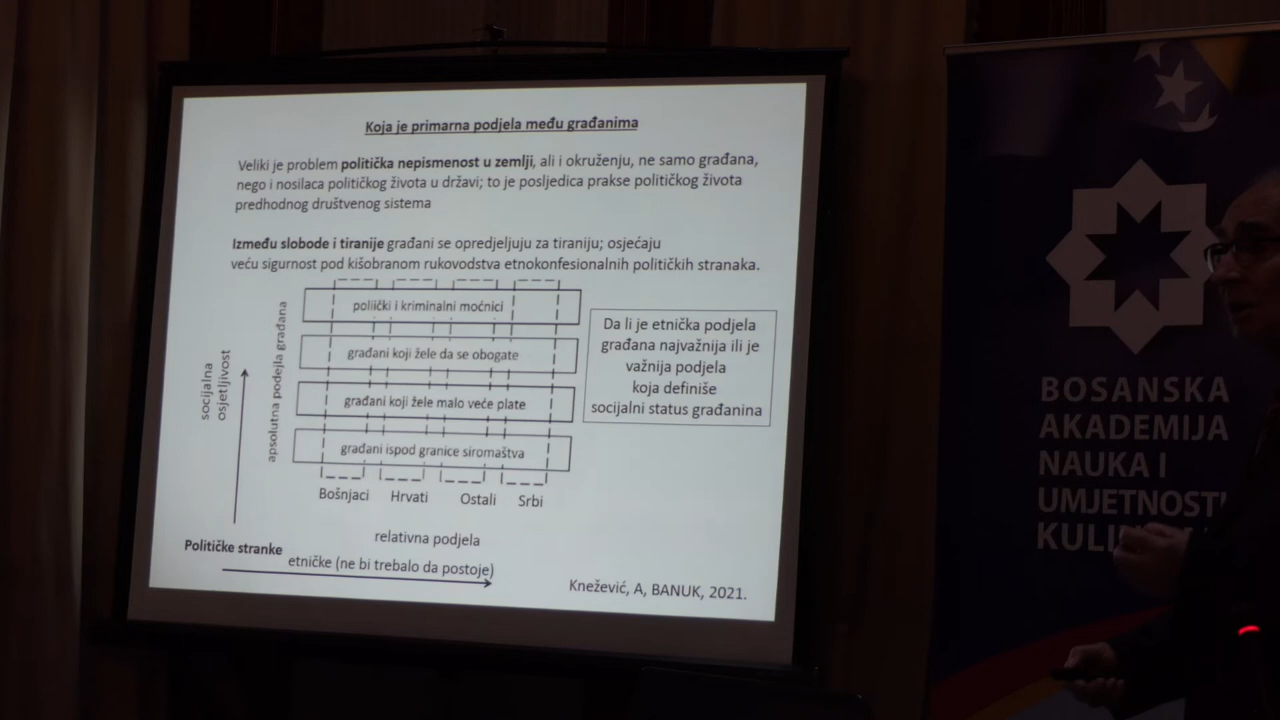 Koja je primarna podjela među građanima
Veliki je problem politička nepismenost u zemlji, ali i okruženju, ne samo građana,
nego i nosilaca političkog života u državi; to je posljedica prakse političkog života
predhodnog društvenog sistema
Između slobode i tiranije građani se opredjeljuju za tiraniju; osjećaju
veću sigurnost pod kišobranom rukovodstva etnokonfesionalnih političkih stranaka.
poliički i kriminalni moćnici
građani koji žele da se obogate
građani koji žele malo veće plate
građani ispod granice siromaštva
Bošnjaci Hrvati Ostali Srbi
relativna podjela
socijalna
osjetljivost
apsolutna podejla građana
Političke stranke
etničke (ne bi trebalo da postoje)
Da li je etnička podjela
građana najvažnija ili je
važnija podjela
koja definiše
socijalni status građanina
Knežević, A, BANUK, 2021.
BOSANSKA
AKADEMIJA
NAUKA I
UMJETNOSTI